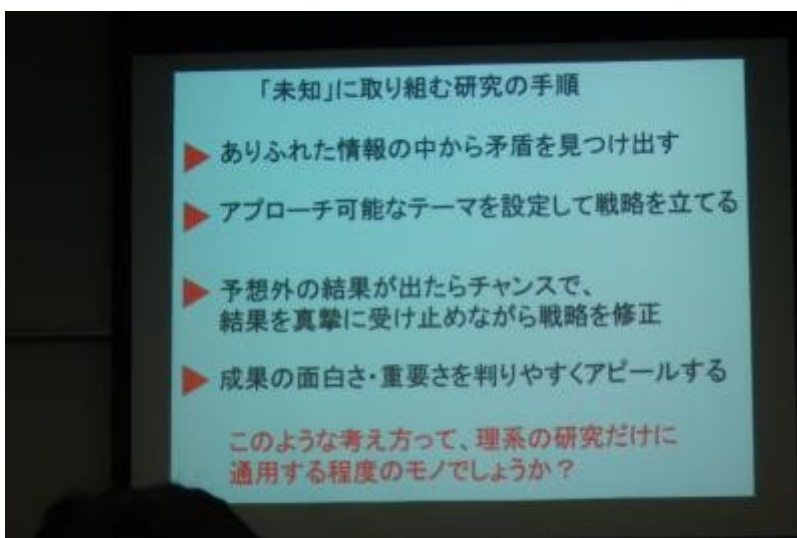 「未知」に取り組む研究の手順
▶ ありふれた情報の中から矛盾を見つけ出す
▶ アプローチ可能なテーマを設定して戦略を立てる
▶ 予想外の結果が出たらチャンスで、
結果を真摯に受け止めながら戦略を修正
▶ 成果の面白さ・重要さを判りやすくアピールする
このような考え方って、理系の研究だけに
通用する程度のモノでしょうか？